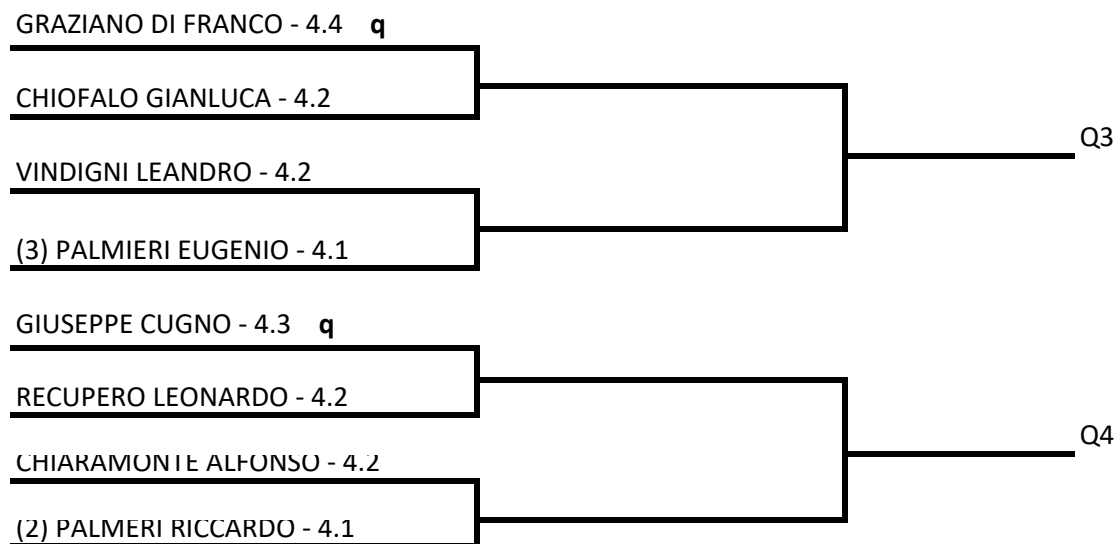 GRAZIANO DI FRANCO - 4.4 q
CHIOFALO GIANLUCA - 4.2
Q3
VINDIGNI LEANDRO - 4.2
(3) PALMIERI EUGENIO - 4.1
GIUSEPPE CUGNO - 4.3 q
RECUPERO LEONARDO - 4.2
Q4
CHIARAMONTE ALFONSO - 4.2
(2) PALMERI RICCARDO - 4.1